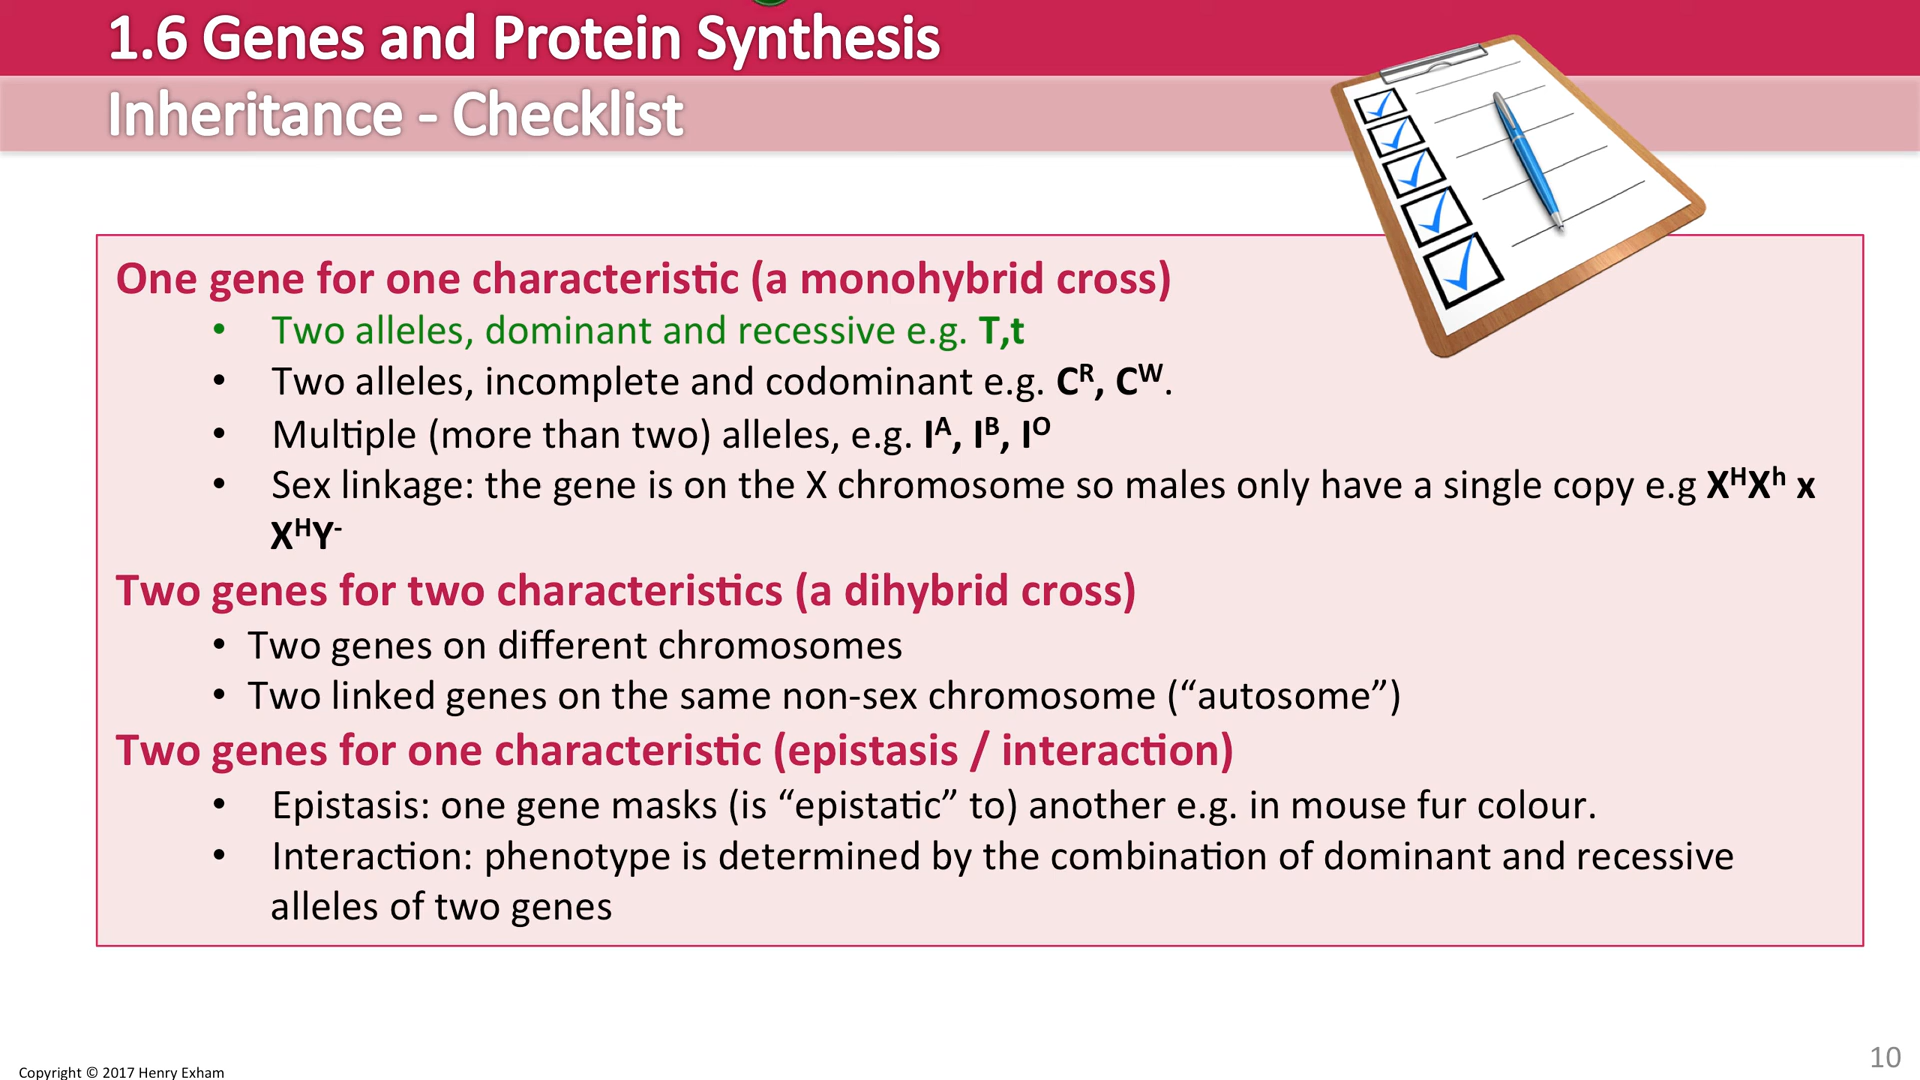 1.6 Genes and Protein Synthesis
Inheritance - Checklist
One gene for one characteristic (a monohybrid cross)
• Two alleles, dominant and recessive e.g. T,t
• Two alleles, incomplete and codominant e.g. Cᴿ, Cᵂ.
• Multiple (more than two) alleles, e.g. Iᴬ, Iᴮ, Iᴼ
• Sex linkage: the gene is on the X chromosome so males only have a single copy e.g XᴴXʰ x
XᴴY⁻
Two genes for two characteristics (a dihybrid cross)
• Two genes on different chromosomes
• Two linked genes on the same non-sex chromosome (“autosome”)
Two genes for one characteristic (epistasis / interaction)
• Epistasis: one gene masks (is “epistatic” to) another e.g. in mouse fur colour.
• Interaction: phenotype is determined by the combination of dominant and recessive
alleles of two genes
Copyright © 2017 Henry Exham
10